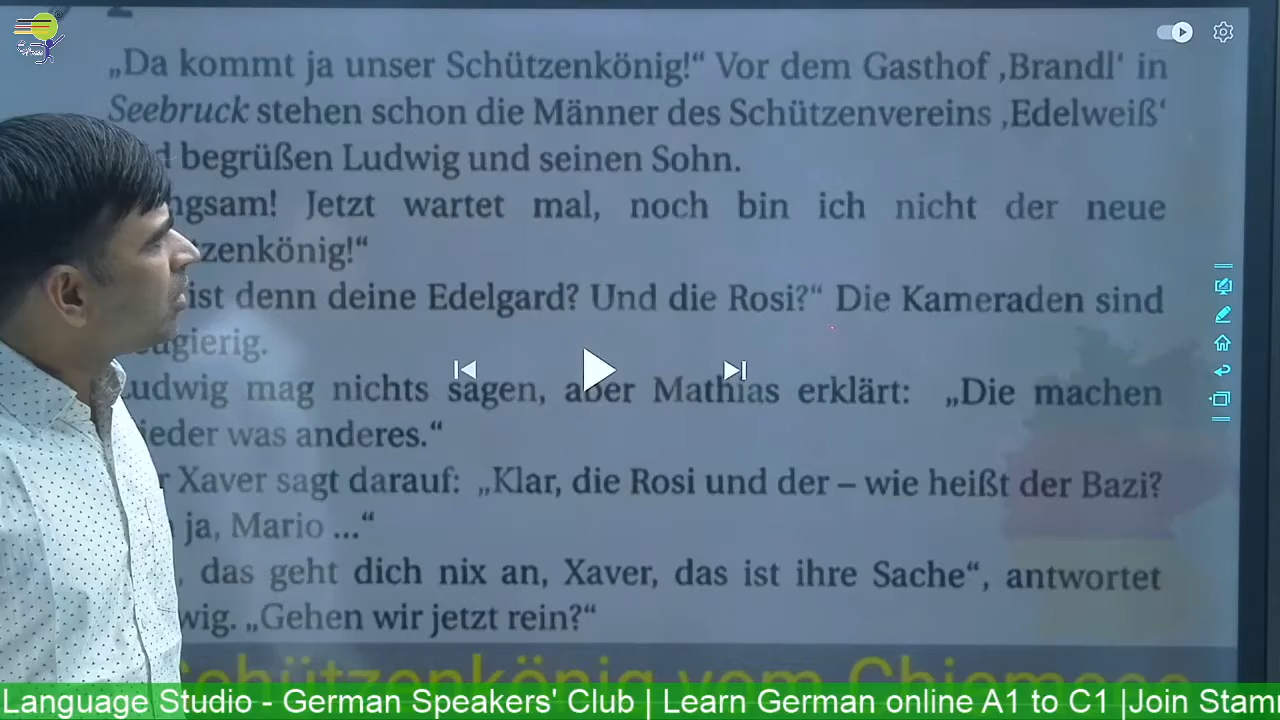 2
„Da kommt ja unser Schützenkönig!“ Vor dem Gasthof ‚Brandl‘ in
Seebruck stehen schon die Männer des Schützenvereins ‚Edelweiß‘
begrüßen Ludwig und seinen Sohn.
Jetzt wartet mal, noch bin ich nicht der neue
ist denn deine Edelgard? Und die Rosi?“ Die Kameraden sind
Ludwig mag nichts sagen, aber Mathias erklärt: „Die machen
wieder was anderes.“
Xaver sagt darauf: „Klar, die Rosi und der – wie heißt der Bazi?
ja, Mario ...“
das geht dich nix an, Xaver, das ist ihre Sache“, antwortet
„Gehen wir jetzt rein?“
Schützenkönig vom Chiemsee
Language Studio - German Speakers' Club | Learn German online A1 to C1 |Join